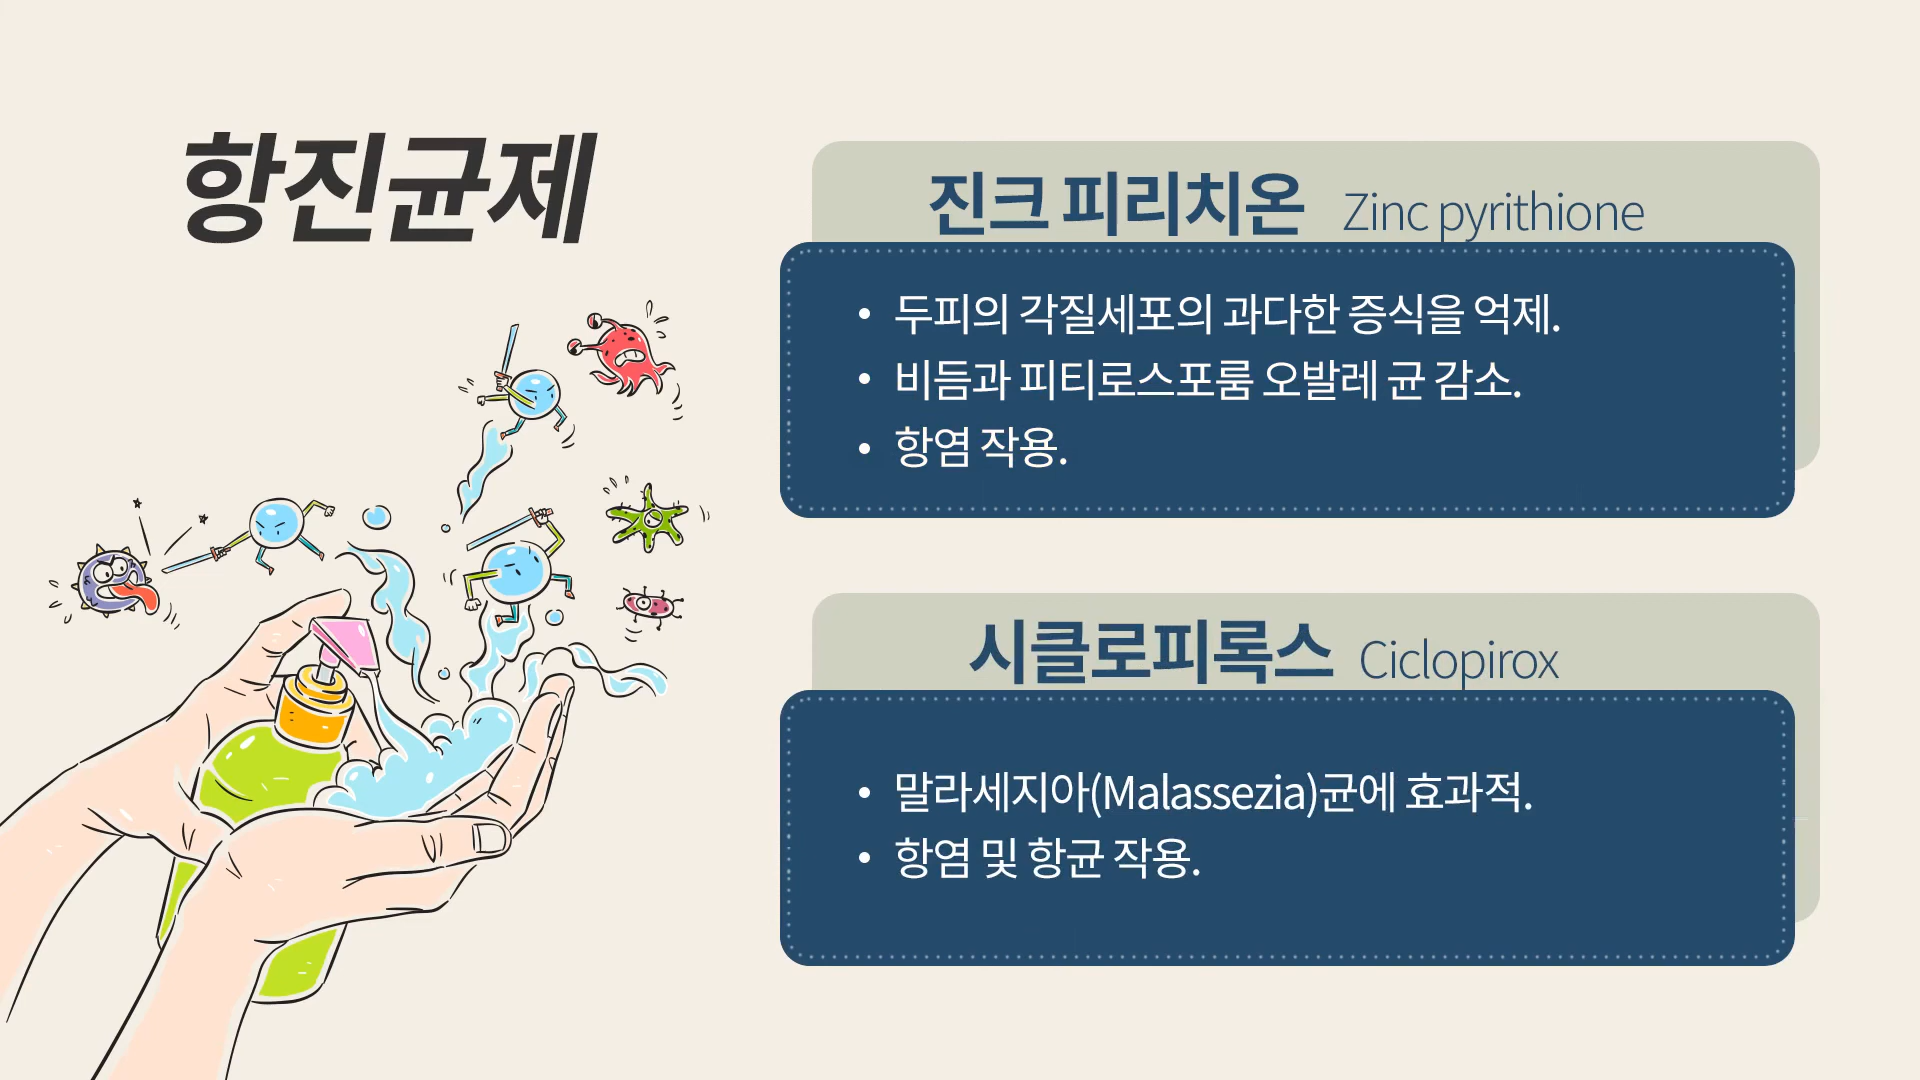 항진균제
진크 피리치온 Zinc pyrithione
• 두피의 각질세포의 과다한 증식을 억제.
• 비듬과 피티로스포룸 오발레 균 감소.
• 항염 작용.
시클로피록스 Ciclopirox
• 말라세지아(Malassezia)균에 효과적.
• 항염 및 항균 작용.